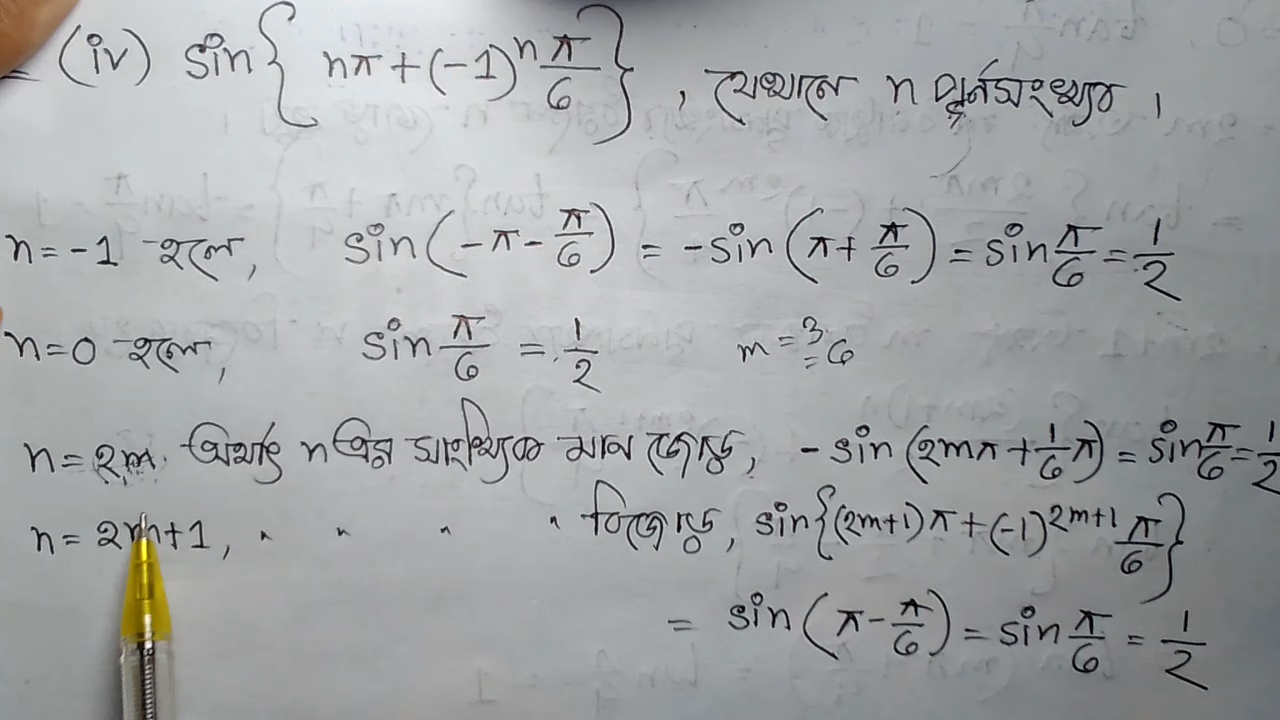 = (iv) sin{ nπ + (-1)ⁿ π/6 } , যেখানে n পূর্নসংখ্যক ।
n = -1 হলে, sin(-π - π/6) = -sin(π + π/6) = sin π/6 = 1/2
n = 0 হলে, sin π/6 = 1/2 m = 3 = 6
n = 2m. অর্থাৎ n এর সাংখ্যিক মান জোড়, -sin(2mπ + 1/6 π) = sin π/6 = 1/2
n = 2m+1, " " " " বিজোড়, sin{(2m+1)π + (-1)²ᵐ⁺¹ π/6}
= sin(π - π/6) = sin π/6 = 1/2